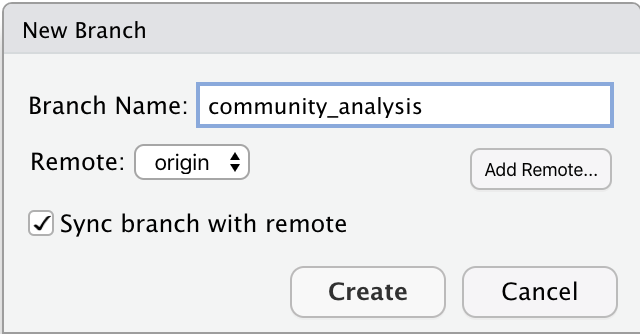 New Branch
Branch Name: community_analysis
Remote: origin Add Remote...
Sync branch with remote
Create Cancel